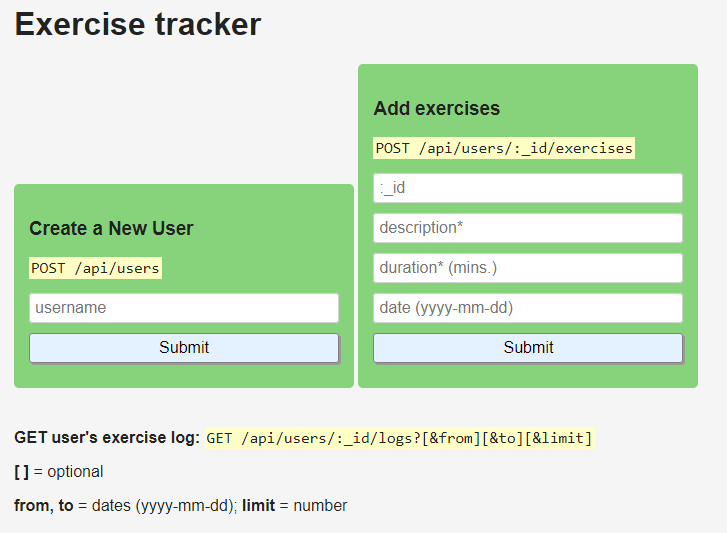 Exercise tracker
Create a New User
POST /api/users
username
Submit
Add exercises
POST /api/users/:_id/exercises
:_id
description*
duration* (mins.)
date (yyyy-mm-dd)
Submit
GET user's exercise log: GET /api/users/:_id/logs?[&from][&to][&limit]
[ ] = optional
from, to = dates (yyyy-mm-dd); limit = number